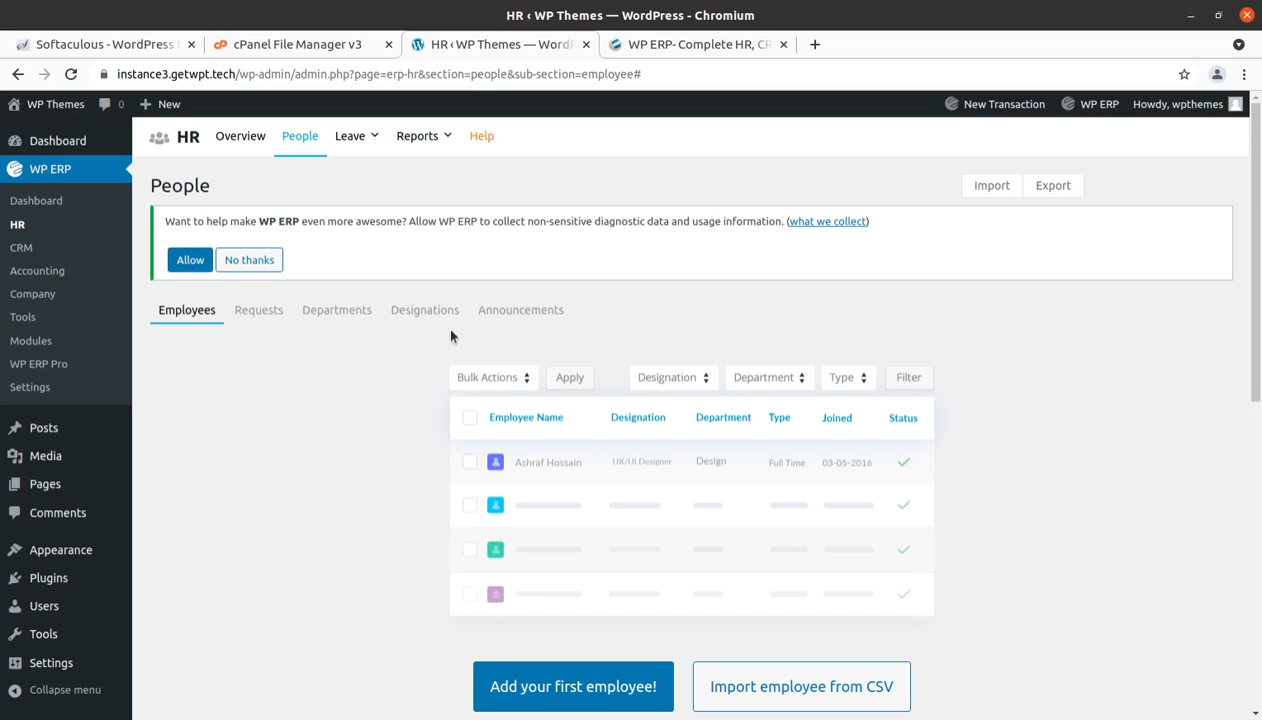 HR ‹ WP Themes — WordPress - Chromium
Softaculous - WordPress
cPanel File Manager v3
HR ‹ WP Themes — Word
WP ERP- Complete HR, CR
instance3.getwpt.tech/wp-admin/admin.php?page=erp-hr&section=people&sub-section=employee#
WP Themes 0 New New Transaction WP ERP Howdy, wpthemes
Dashboard
WP ERP
Dashboard
HR
CRM
Accounting
Company
Tools
Modules
WP ERP Pro
Settings
Posts
Media
Pages
Comments
Appearance
Plugins
Users
Tools
Settings
Collapse menu
HR Overview People Leave Reports Help
People Import Export
Want to help make WP ERP even more awesome? Allow WP ERP to collect non-sensitive diagnostic data and usage information. (what we collect)
Allow No thanks
Employees Requests Departments Designations Announcements
Bulk Actions Apply Designation Department Type Filter
Employee Name Designation Department Type Joined Status
Ashraf Hossain UX/UI Designer Design Full Time 03-05-2016
Add your first employee! Import employee from CSV